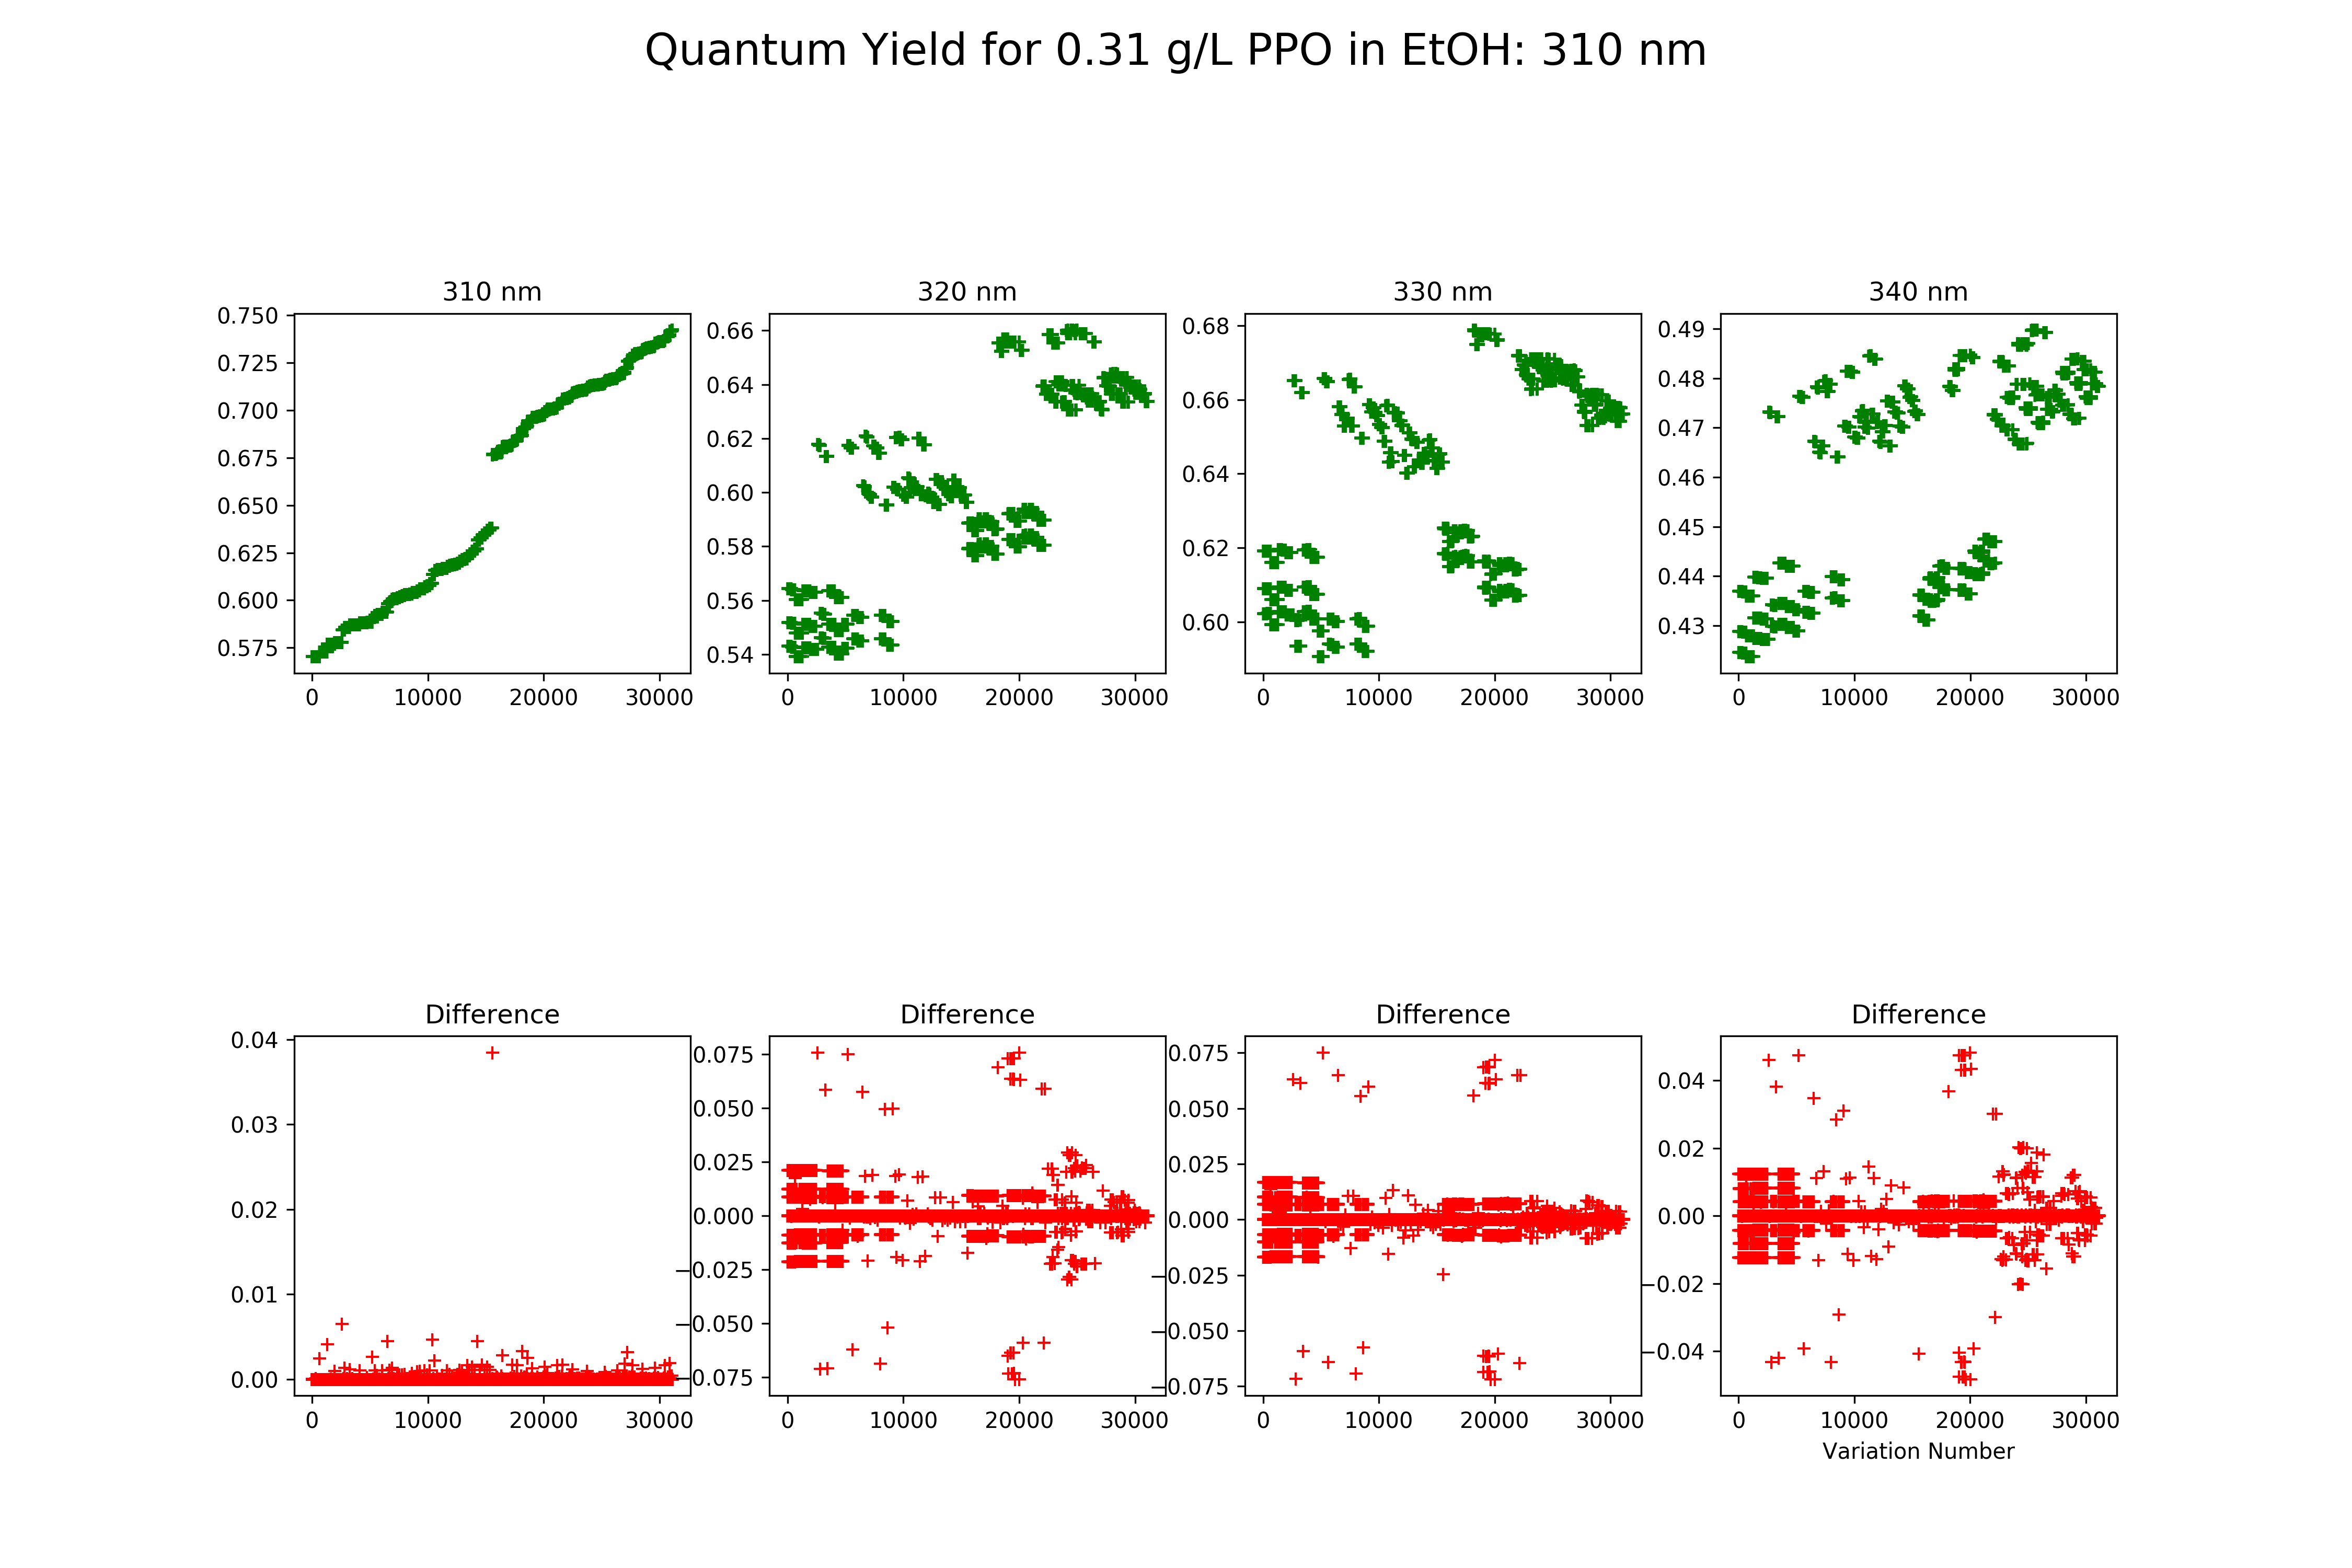 Quantum Yield for 0.31 g/L PPO in EtOH: 310 nm
310 nm
0.750
0.725
0.700
0.675
0.650
0.625
0.600
0.575
0 10000 20000 30000
320 nm
0.66
0.64
0.62
0.60
0.58
0.56
0.54
0 10000 20000 30000
330 nm
0.68
0.66
0.64
0.62
0.60
0 10000 20000 30000
340 nm
0.49
0.48
0.47
0.46
0.45
0.44
0.43
0 10000 20000 30000
Difference
0.04
0.03
0.02
0.01
0.00
0 10000 20000 30000
Difference
0.075
0.050
0.025
0.000
−0.025
−0.050
−0.075
0 10000 20000 30000
Difference
0.075
0.050
0.025
0.000
−0.025
−0.050
−0.075
0 10000 20000 30000
Difference
0.04
0.02
0.00
−0.02
−0.04
0 10000 20000 30000
Variation Number